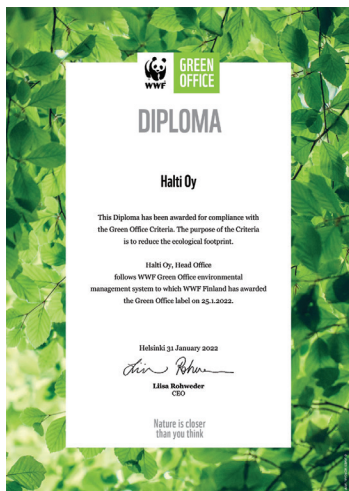 WWF
GREEN
OFFICE
DIPLOMA
Halti Oy
This Diploma has been awarded for compliance with
the Green Office Criteria. The purpose of the Criteria
is to reduce the ecological footprint.
Halti Oy, Head Office
follows WWF Green Office environmental
management system to which WWF Finland has awarded
the Green Office label on 25.1.2022.
Helsinki 31 January 2022
Liisa Rohweder
CEO
Nature is closer
than you think